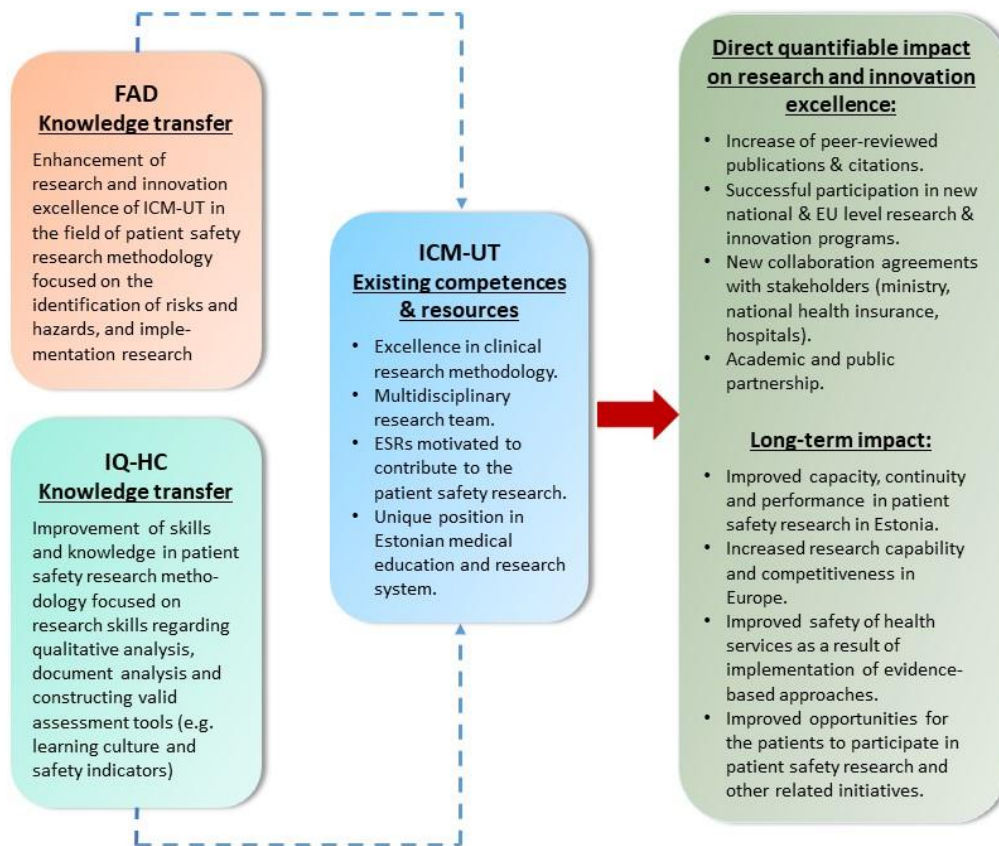 FAD
Knowledge transfer
Enhancement of
research and innovation
excellence of ICM-UT in
the field of patient safety
research methodology
focused on the
identification of risks and
hazards, and imple-
mentation research
IQ-HC
Knowledge transfer
Improvement of skills
and knowledge in patient
safety research metho-
dology focused on
research skills regarding
qualitative analysis,
document analysis and
constructing valid
assessment tools (e.g.
learning culture and
safety indicators)
ICM-UT
Existing competences
& resources
• Excellence in clinical
research methodology.
• Multidisciplinary
research team.
• ESRs motivated to
contribute to the
patient safety research.
• Unique position in
Estonian medical
education and research
system.
Direct quantifiable impact
on research and innovation
excellence:
• Increase of peer-reviewed
publications & citations.
• Successful participation in new
national & EU level research &
innovation programs.
• New collaboration agreements
with stakeholders (ministry,
national health insurance,
hospitals).
• Academic and public
partnership.
Long-term impact:
• Improved capacity, continuity
and performance in patient
safety research in Estonia.
• Increased research capability
and competitiveness in
Europe.
• Improved safety of health
services as a result of
implementation of evidence-
based approaches.
• Improved opportunities for
the patients to participate in
patient safety research and
other related initiatives.